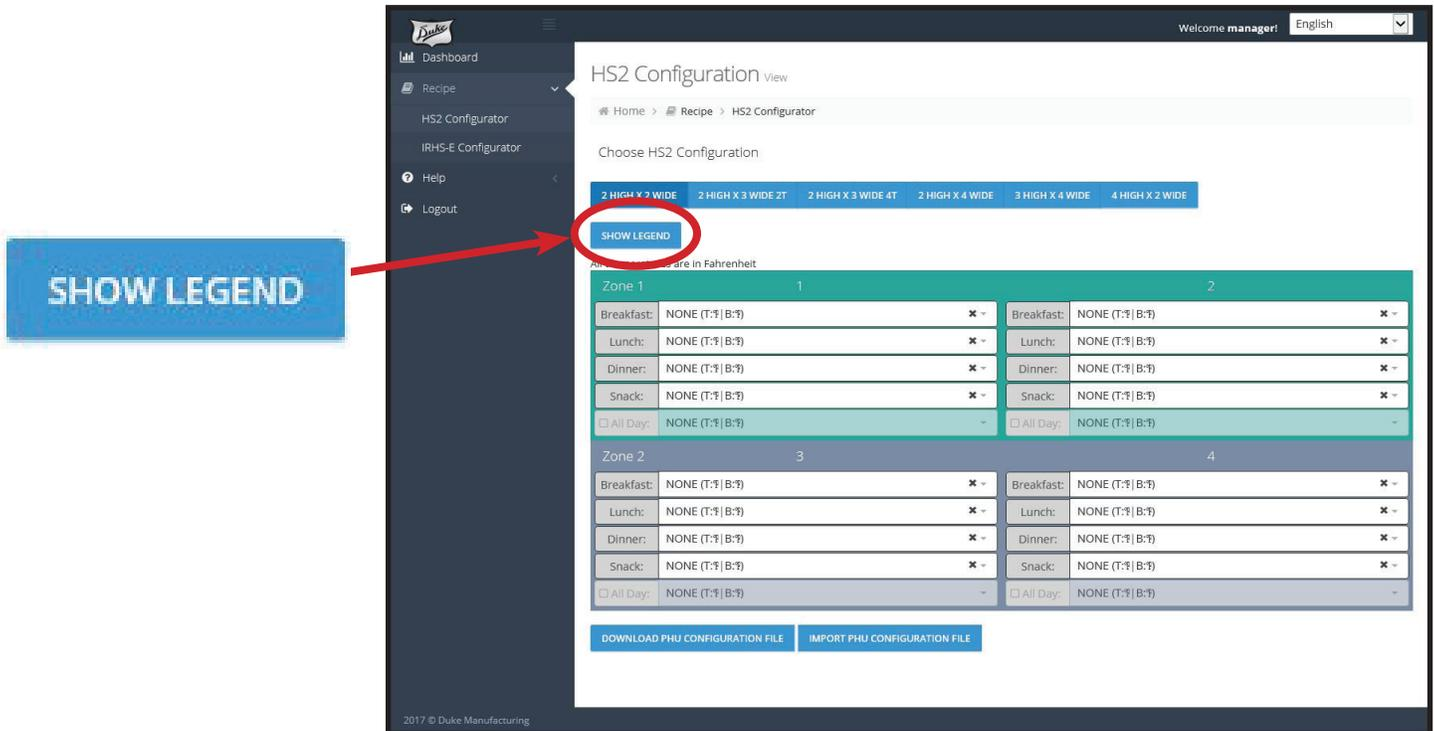 Duke
Welcome manager!
English
Dashboard
Recipe
HS2 Configurator
IRHS-E Configurator
Help
Logout
HS2 Configuration View
Home > Recipe > HS2 Configurator
Choose HS2 Configuration
2 HIGH X 2 WIDE 2 HIGH X 3 WIDE 2T 2 HIGH X 3 WIDE 4T 2 HIGH X 4 WIDE 3 HIGH X 4 WIDE 4 HIGH X 2 WIDE
SHOW LEGEND
SHOW LEGEND
All are in Fahrenheit
Zone 1 1 2
Breakfast: NONE (T:°F|B:°F) Breakfast: NONE (T:°F|B:°F)
Lunch: NONE (T:°F|B:°F) Lunch: NONE (T:°F|B:°F)
Dinner: NONE (T:°F|B:°F) Dinner: NONE (T:°F|B:°F)
Snack: NONE (T:°F|B:°F) Snack: NONE (T:°F|B:°F)
All Day: NONE (T:°F|B:°F) All Day: NONE (T:°F|B:°F)
Zone 2 3 4
Breakfast: NONE (T:°F|B:°F) Breakfast: NONE (T:°F|B:°F)
Lunch: NONE (T:°F|B:°F) Lunch: NONE (T:°F|B:°F)
Dinner: NONE (T:°F|B:°F) Dinner: NONE (T:°F|B:°F)
Snack: NONE (T:°F|B:°F) Snack: NONE (T:°F|B:°F)
All Day: NONE (T:°F|B:°F) All Day: NONE (T:°F|B:°F)
DOWNLOAD PHU CONFIGURATION FILE IMPORT PHU CONFIGURATION FILE
2017 © Duke Manufacturing